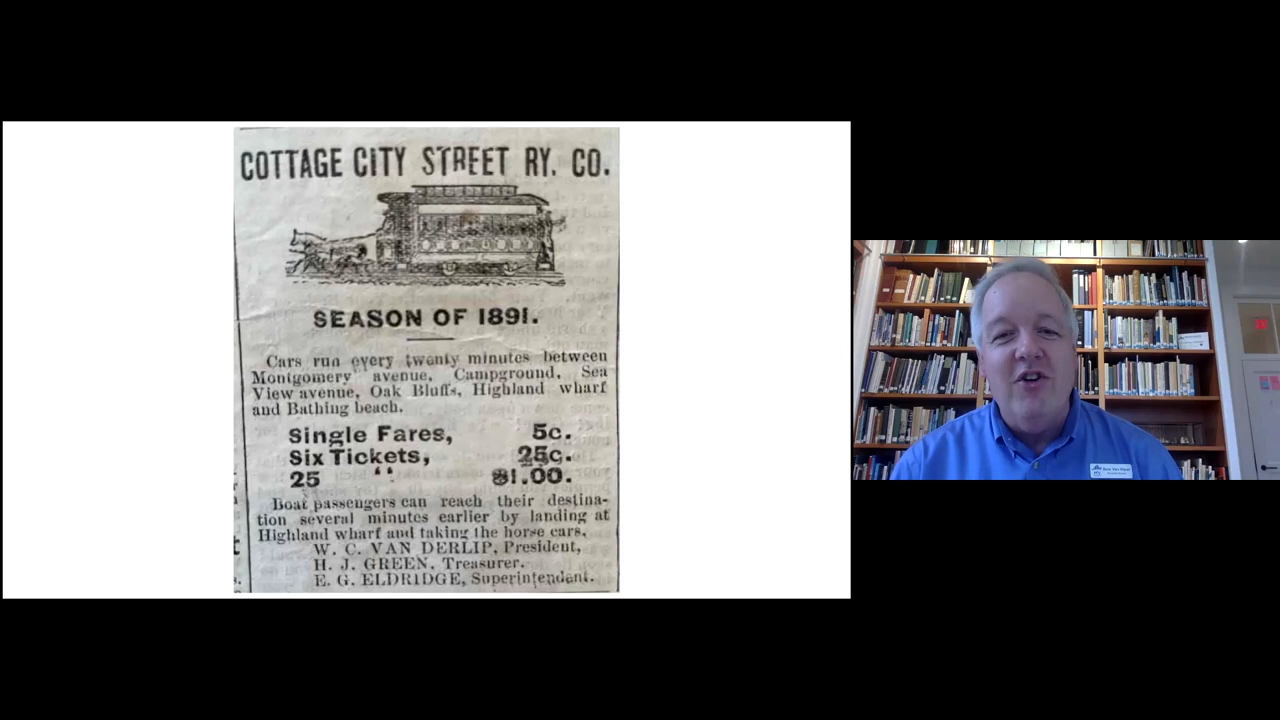 COTTAGE CITY STREET RY. CO.
SEASON OF 1891.
Cars run every twenty minutes between
Montgomery avenue, Campground, Sea
View avenue, Oak Bluffs, Highland wharf
and Bathing beach.
Single Fares, 5c.
Six Tickets, 25c.
25 " $1.00.
Boat passengers can reach their destina-
tion several minutes earlier by landing at
Highland wharf and taking the horse cars.
W. C. VAN DERLIP, President,
H. J. GREEN, Treasurer.
E. G. ELDRIDGE, Superintendent.